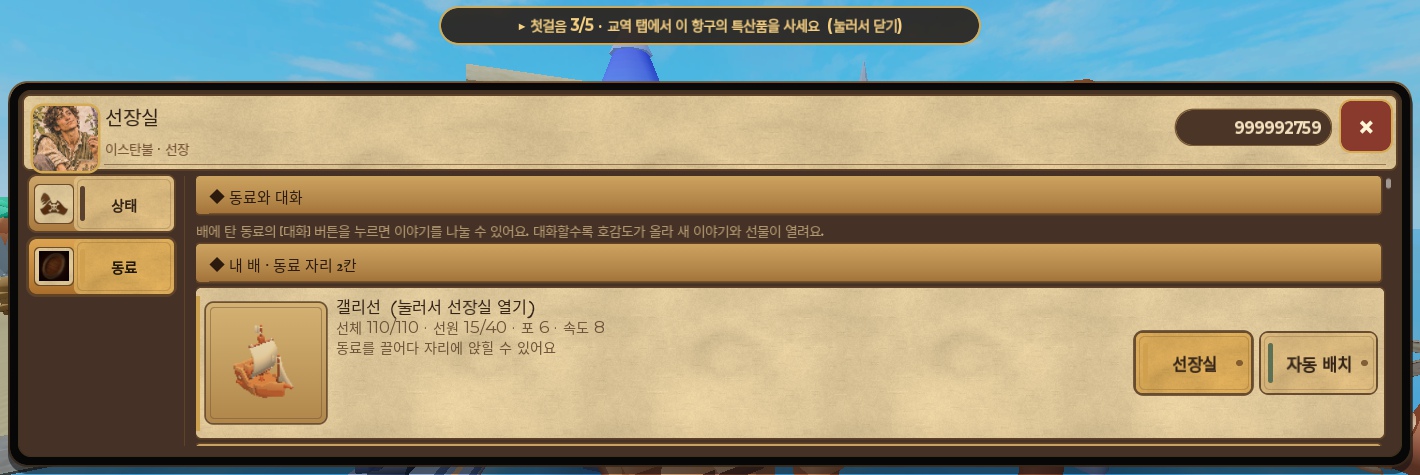 ▸ 첫걸음 3/5 · 교역 탭에서 이 항구의 특산품을 사세요 (눌러서 닫기)
선장실
이스탄불 · 선장
999992759
×
상태
동료
◆ 동료와 대화
배에 탄 동료의 [대화] 버튼을 누르면 이야기를 나눌 수 있어요. 대화할수록 호감도가 올라 새 이야기와 선물이 열려요.
◆ 내 배 · 동료 자리 2칸
갤리선 (눌러서 선장실 열기)
선체 110/110 · 선원 15/40 · 포 6 · 속도 8
동료를 끌어다 자리에 앉힐 수 있어요
선장실
자동 배치